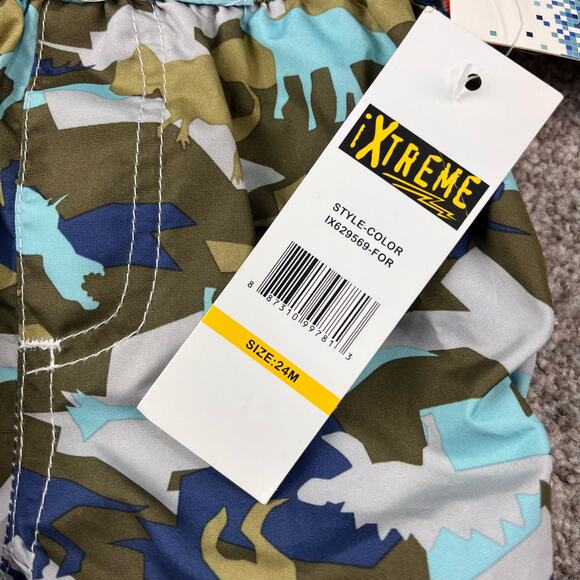 iXTREME
STYLE-COLOR
IX629569-FOR
8 87310 99781 3
SIZE:24M